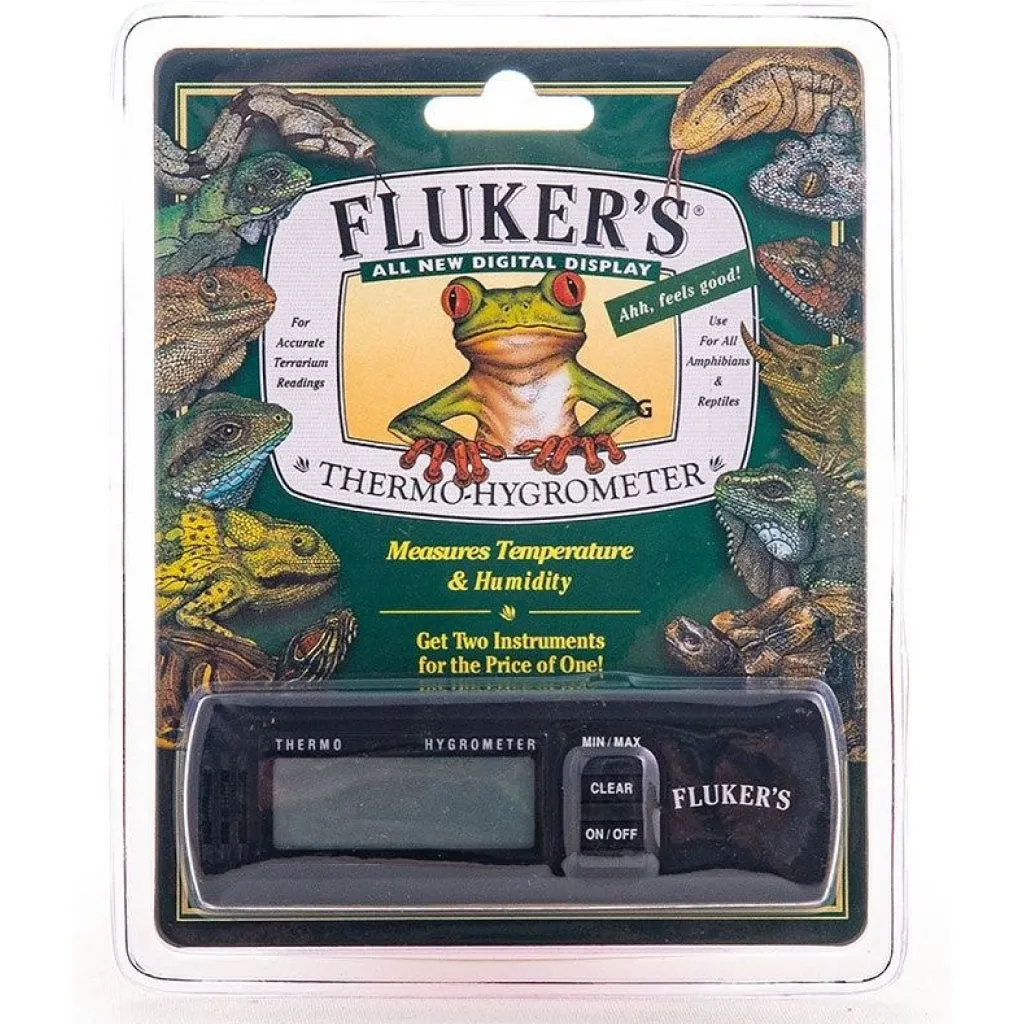 FLUKER'S®
ALL NEW DIGITAL DISPLAY
Ahh, feels good!
For
Accurate
Terrarium
Readings
Use
For All
Amphibians
&
Reptiles
G
THERMO-HYGROMETER
Measures Temperature
& Humidity
Get Two Instruments
for the Price of One!
THERMO HYGROMETER
MIN/MAX
CLEAR
ON/OFF
FLUKER'S